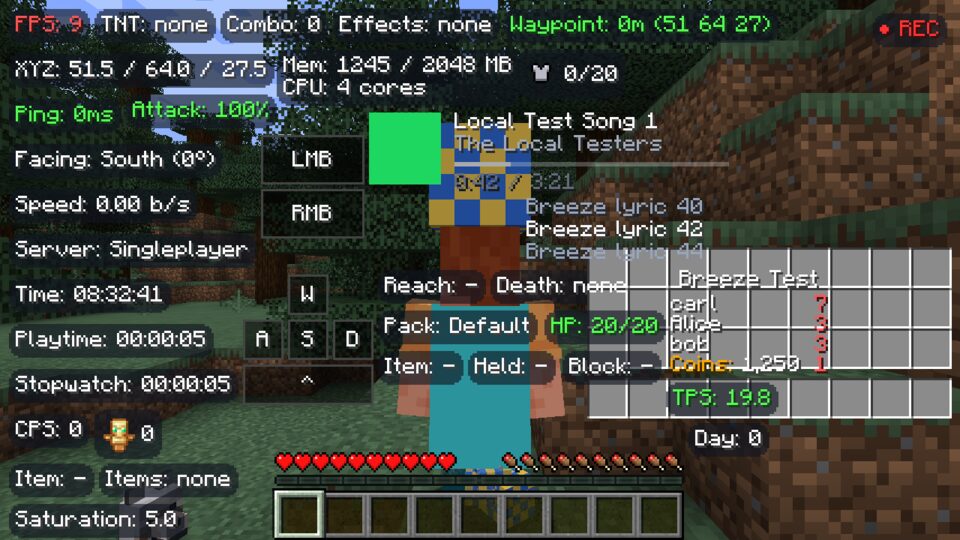 FPS: 9 TNT: none Combo: 0 Effects: none Waypoint: 0m (51 64 27) REC
XYZ: 51.5 / 64.0 / 27.5 Mem: 1245 / 2048 MB
CPU: 4 cores
0/20
Ping: 0ms Attack: 100%
Local Test Song 1
The Local Testers
0:42 / 3:21
Facing: South (0°)
LMB
Speed: 0.00 b/s
RMB
Breeze lyric 40
Breeze lyric 42
Breeze lyric 44
Server: Singleplayer
Time: 08:32:41
W
Reach: - Death: none
Breeze Test
carl 7
Alice 3
bob 3
Coins: 1,250 1
Playtime: 00:00:05
A S D
Pack: Default HP: 20/20
Stopwatch: 00:00:05
^
Item: - Held: - Block: -
TPS: 19.8
CPS: 0 0
Day: 0
Item: - Items: none
Saturation: 5.0